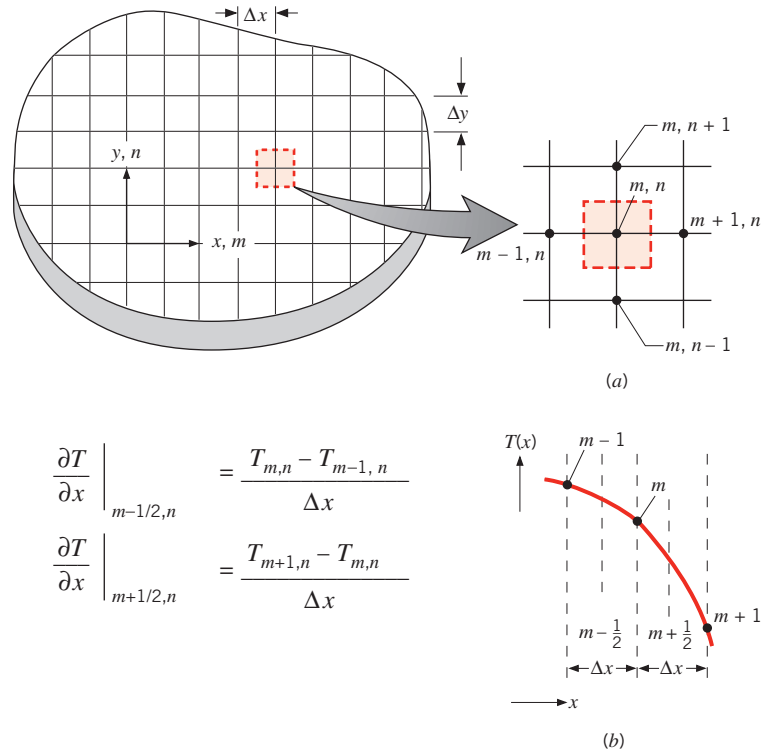 Δx
Δy
y, n
x, m
m, n + 1
m, n
m + 1, n
m − 1, n
m, n − 1
(a)
∂T/∂x |m−1/2,n = (Tm,n − Tm−1, n)/Δx
∂T/∂x |m+1/2,n = (Tm+1,n − Tm,n)/Δx
T(x)
m − 1
m
m + 1
m − 1/2
m + 1/2
Δx
Δx
x
(b)